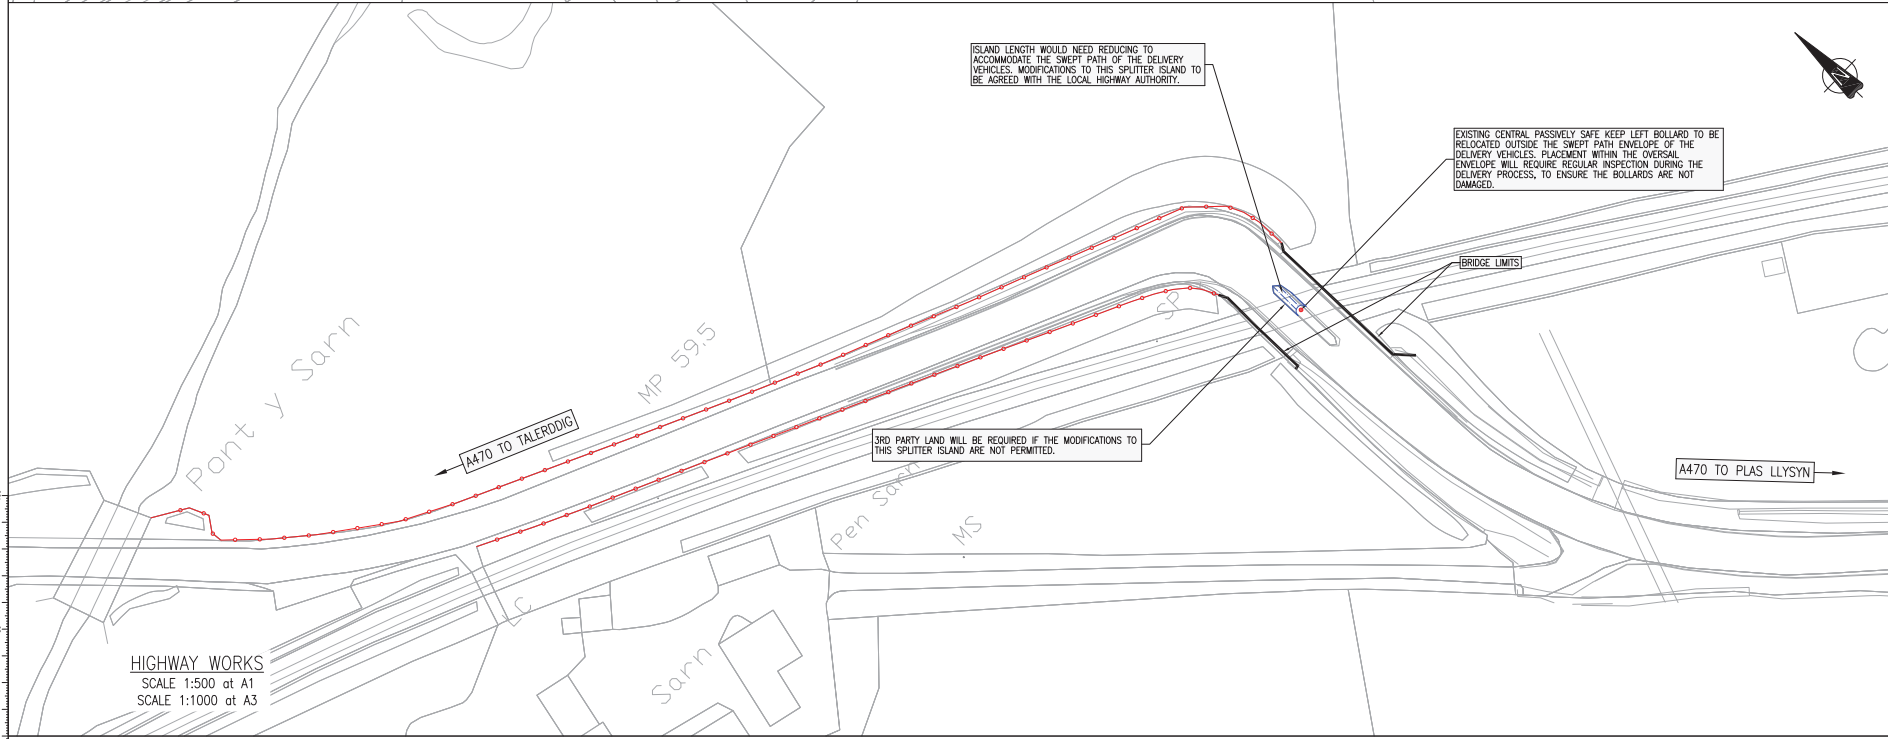 ISLAND LENGTH WOULD NEED REDUCING TO
ACCOMMODATE THE SWEPT PATH OF THE DELIVERY
VEHICLES. MODIFICATIONS TO THIS SPLITTER ISLAND TO
BE AGREED WITH THE LOCAL HIGHWAY AUTHORITY.
N
EXISTING CENTRAL PASSIVELY SAFE KEEP LEFT BOLLARD TO BE
RELOCATED OUTSIDE THE SWEPT PATH ENVELOPE OF THE
DELIVERY VEHICLES. PLACEMENT WITHIN THE OVERSAIL
ENVELOPE WILL REQUIRE REGULAR INSPECTION DURING THE
DELIVERY PROCESS, TO ENSURE THE BOLLARDS ARE NOT
DAMAGED.
BRIDGE LIMITS
SP
MP 59.5
Pont y Sarn
A470 TO TALERDDIG
3RD PARTY LAND WILL BE REQUIRED IF THE MODIFICATIONS TO
THIS SPLITTER ISLAND ARE NOT PERMITTED.
A470 TO PLAS LLYSYN
Pen Sarn
MS
LC
Sarn
HIGHWAY WORKS
SCALE 1:500 at A1
SCALE 1:1000 at A3